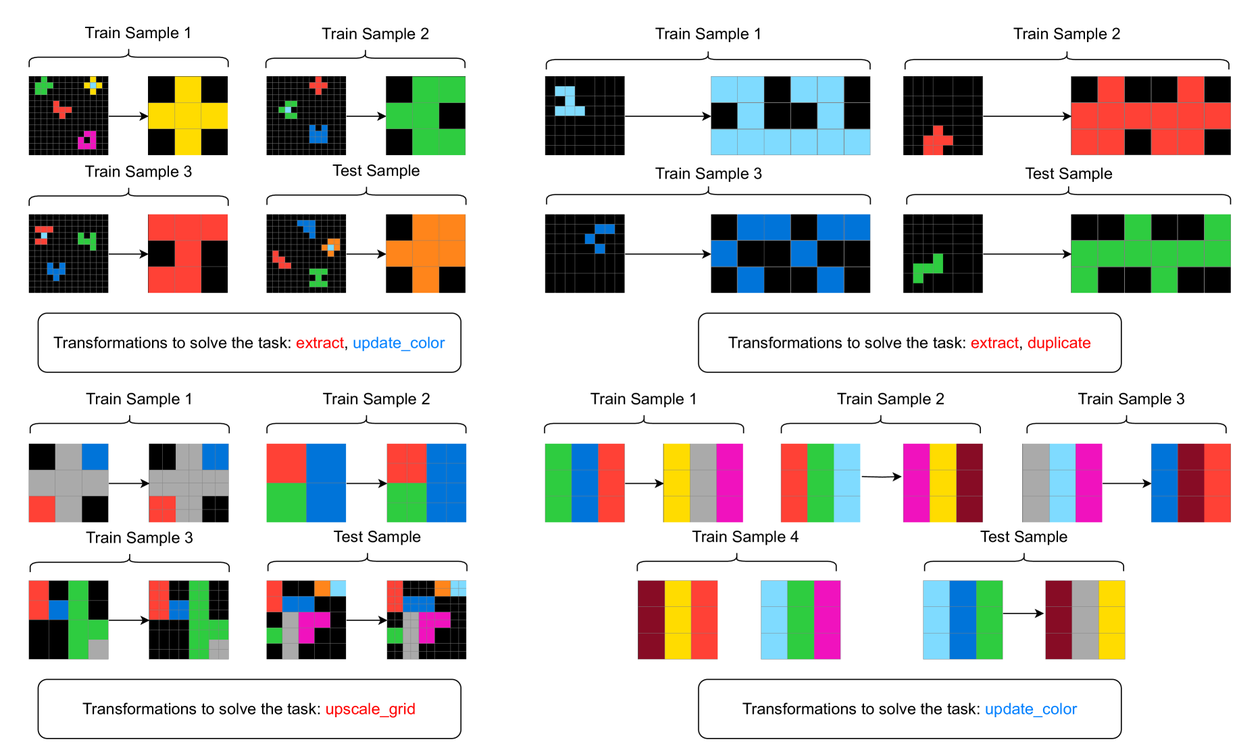 Train Sample 1
Train Sample 2
Train Sample 3
Test Sample
Transformations to solve the task: extract, update_color
Train Sample 1
Train Sample 2
Train Sample 3
Test Sample
Transformations to solve the task: extract, duplicate
Train Sample 1
Train Sample 2
Train Sample 3
Test Sample
Transformations to solve the task: upscale_grid
Train Sample 1
Train Sample 2
Train Sample 3
Train Sample 4
Test Sample
Transformations to solve the task: update_color